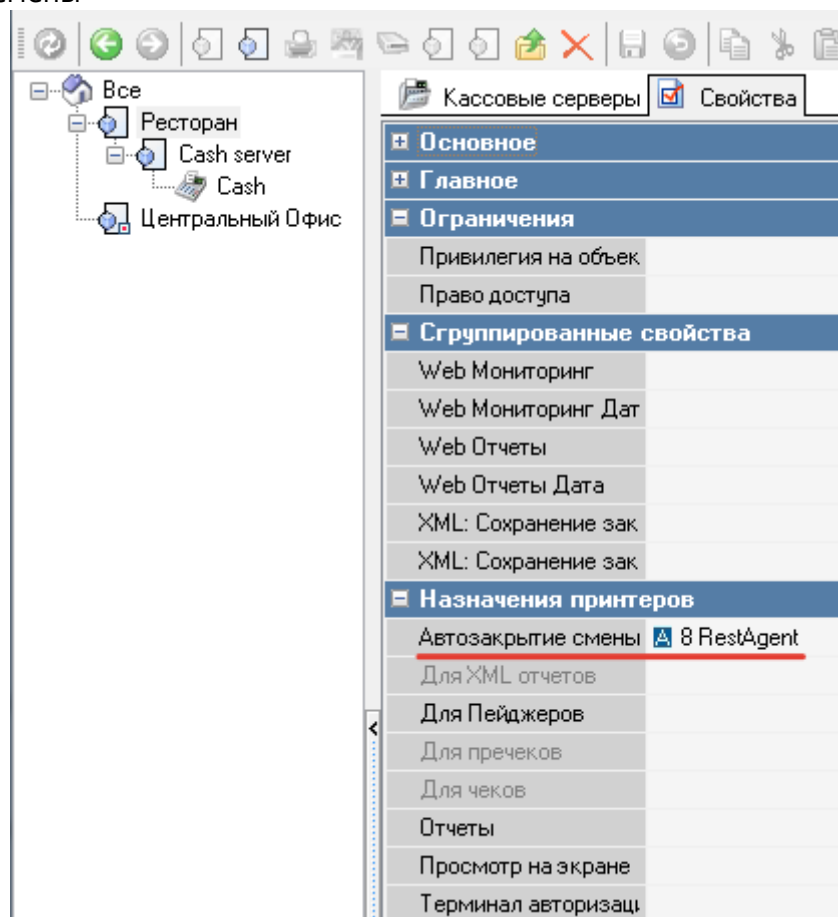 смены
Все
Ресторан
Cash server
Cash
Центральный Офис
Кассовые серверы
Свойства
Основное
Главное
Ограничения
Привилегия на объек
Право доступа
Сгруппированные свойства
Web Мониторинг
Web Мониторинг Дат
Web Отчеты
Web Отчеты Дата
XML: Сохранение зак
XML: Сохранение зак
Назначения принтеров
Автозакрытие смены A 8 RestAgent
Для XML отчетов
Для Пейджеров
Для пречеков
Для чеков
Отчеты
Просмотр на экране
Терминал авторизаци